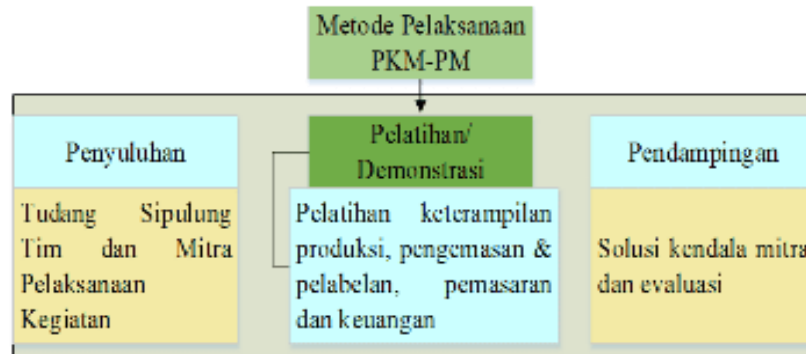 Metode Pelaksanaan
PKM-PM
Penyuluhan
Tudang Sipulung
Tim dan Mitra
Pelaksanaan
Kegiatan
Pelatihan/
Demonstrasi
Pelatihan keterampilan
produksi, pengemasan &
pelabelan, pemasaran
dan keuangan
Pendampingan
Solusi kendala mitra
dan evaluasi